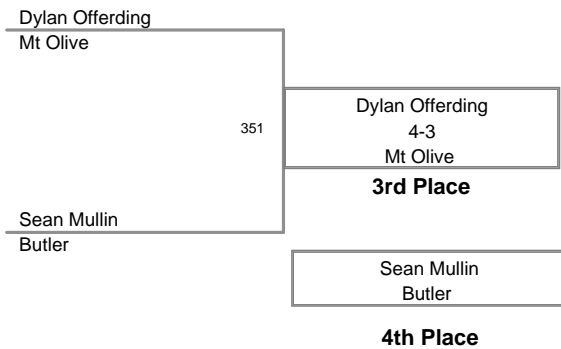 Dylan Offerding
Mt Olive
351
Dylan Offerding
4-3
Mt Olive
3rd Place
Sean Mullin
Butler
Sean Mullin
Butler
4th Place